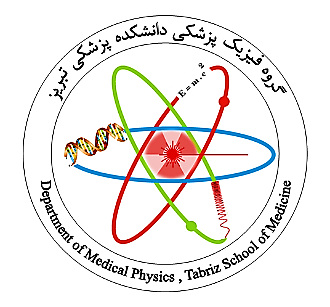 گروه فیزیک پزشکی دانشکده پزشکی تبریز
E = m.c²
Department of Medical Physics , Tabriz School of Medicine